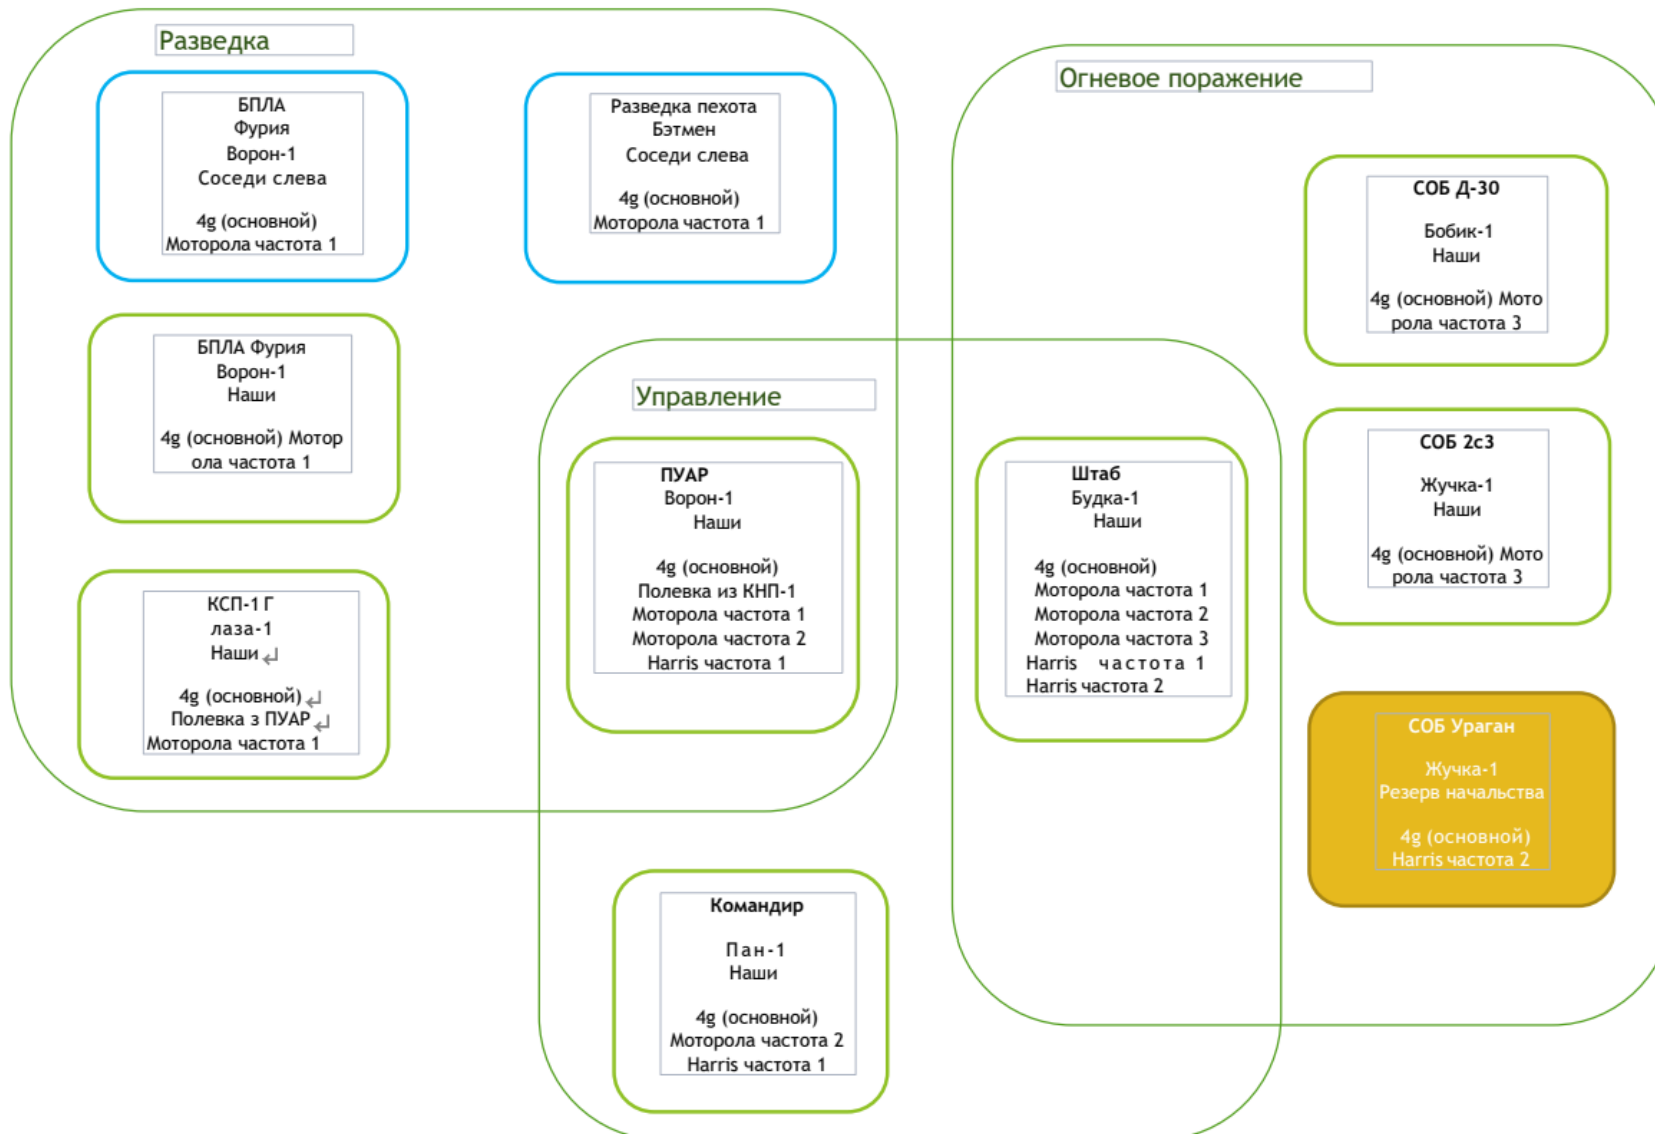 Разведка
БПЛА
Фурия
Ворон-1
Соседи слева
4g (основной)
Моторола частота 1
Разведка пехота
Бэтмен
Соседи слева
4g (основной)
Моторола частота 1
БПЛА Фурия
Ворон-1
Наши
4g (основной) Мотор
ола частота 1
КСП-1 Г
лаза-1
Наши
4g (основной)
Полевка з ПУАР
Моторола частота 1
Управление
ПУАР
Ворон-1
Наши
4g (основной)
Полевка из КНП-1
Моторола частота 1
Моторола частота 2
Harris частота 1
Штаб
Будка-1
Наши
4g (основной)
Моторола частота 1
Моторола частота 2
Моторола частота 3
Harris частота 1
Harris частота 2
Командир
Пан-1
Наши
4g (основной)
Моторола частота 2
Harris частота 1
Огневое поражение
СОБ Д-30
Бобик-1
Наши
4g (основной) Мото
рола частота 3
СОБ 2с3
Жучка-1
Наши
4g (основной) Мото
рола частота 3
СОБ Ураган
Жучка-1
Резерв начальства
4g (основной)
Harris частота 2